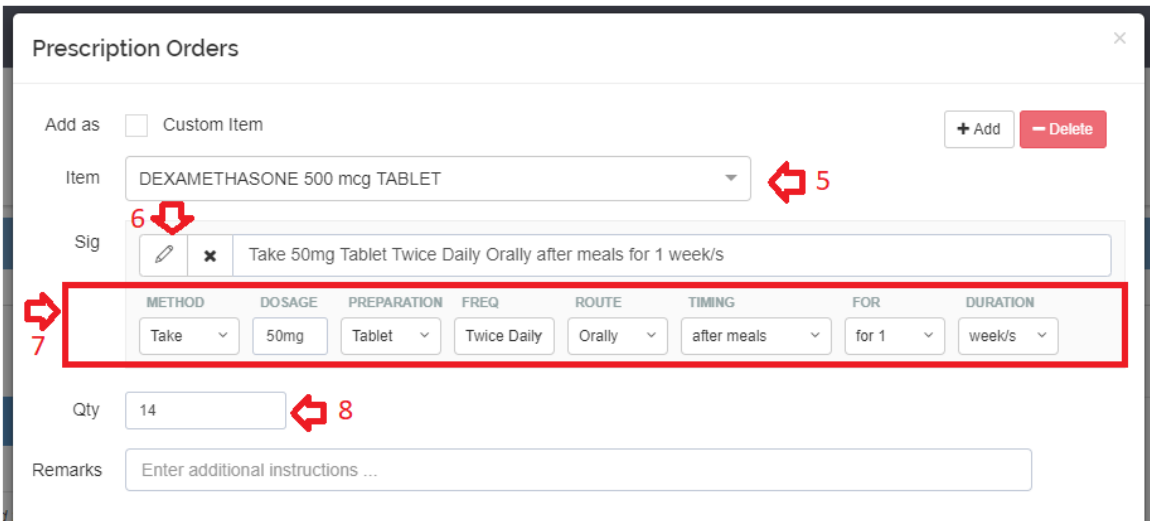 Prescription Orders ×
Add as Custom Item + Add − Delete
Item DEXAMETHASONE 500 mcg TABLET 5
6
Sig Take 50mg Tablet Twice Daily Orally after meals for 1 week/s
METHOD DOSAGE PREPARATION FREQ ROUTE TIMING FOR DURATION
Take 50mg Tablet Twice Daily Orally after meals for 1 week/s
7
Qty 14 8
Remarks Enter additional instructions ...